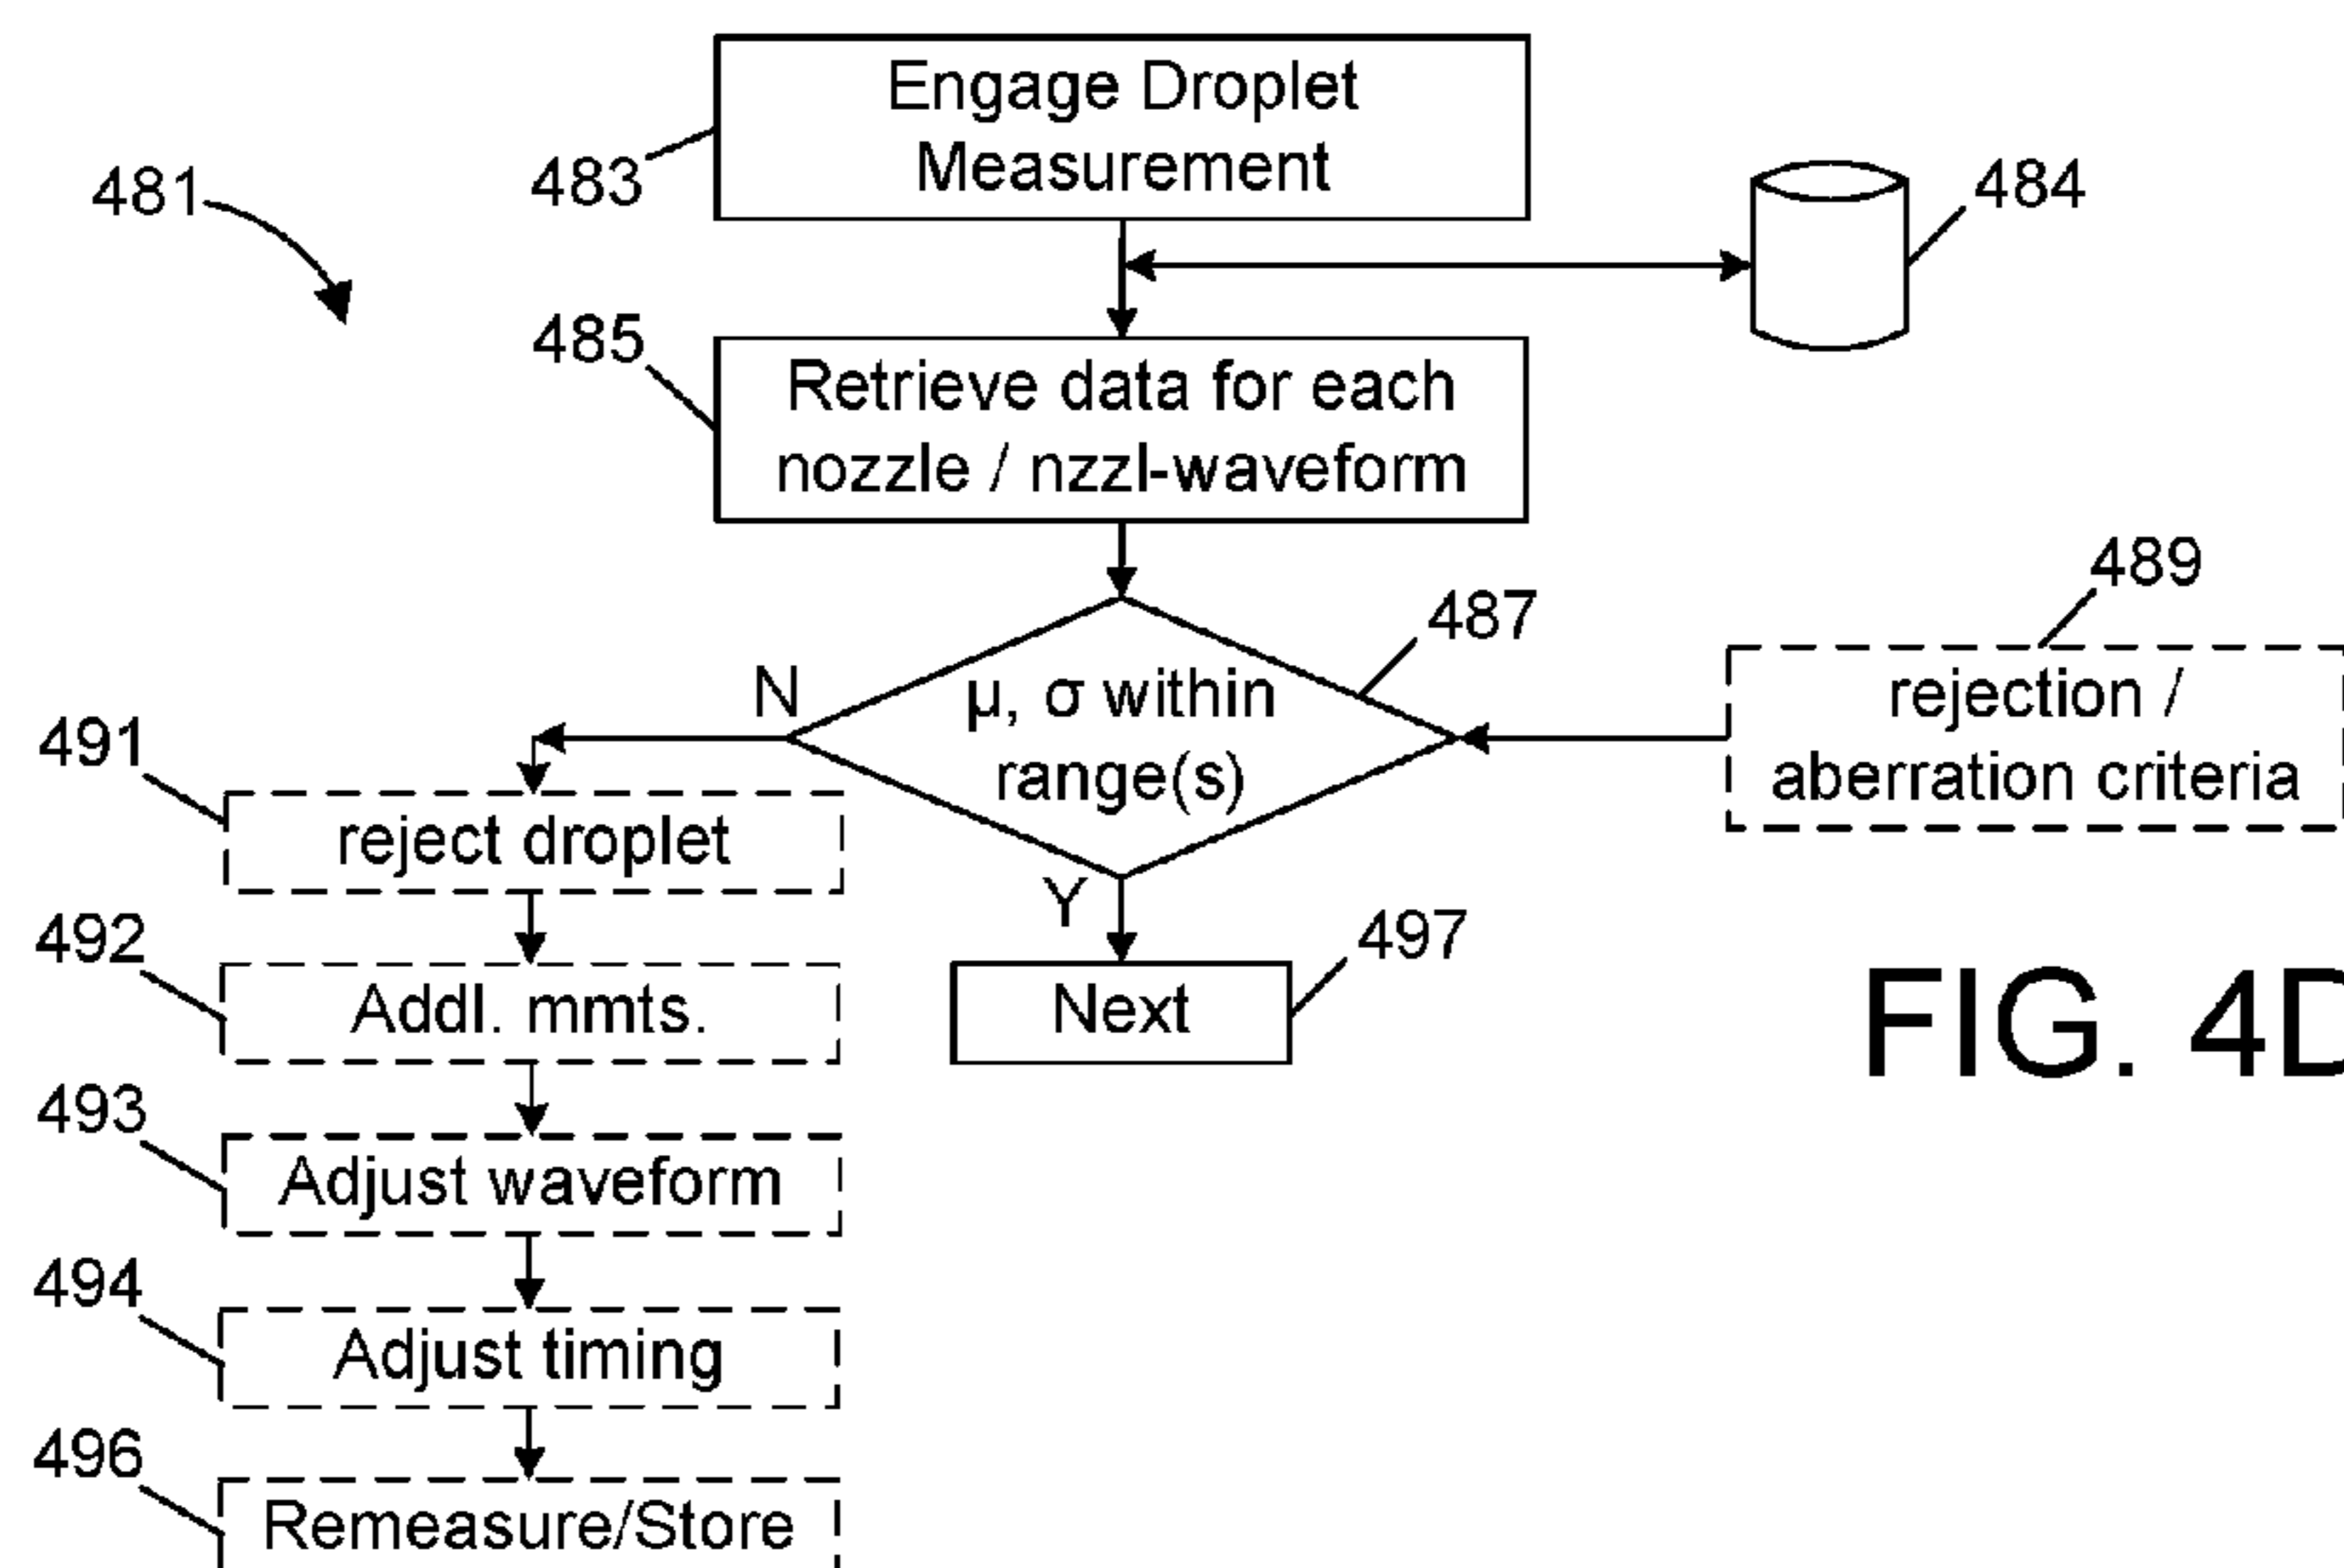 Engage Droplet
Measurement
481
483
484
485
Retrieve data for each
nozzle / nzzl-waveform
489
487
N
μ, σ within
range(s)
rejection /
aberration criteria
491
reject droplet
Y
492
497
Addl. mmts.
Next
FIG. 4D
493
Adjust waveform
494
Adjust timing
496
Remeasure/Store